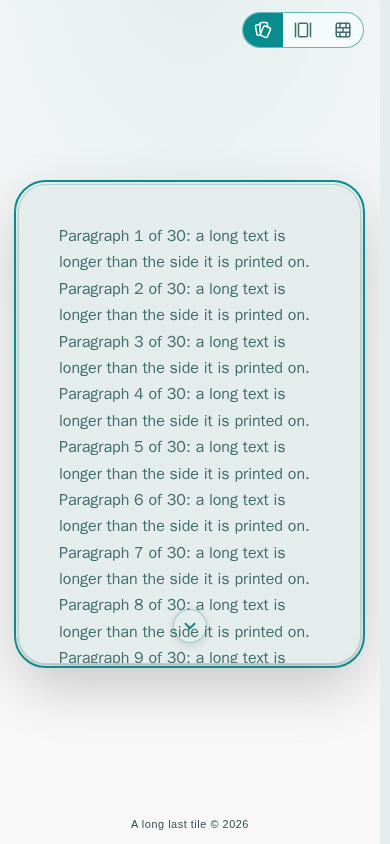 Paragraph 1 of 30: a long text is
longer than the side it is printed on.
Paragraph 2 of 30: a long text is
longer than the side it is printed on.
Paragraph 3 of 30: a long text is
longer than the side it is printed on.
Paragraph 4 of 30: a long text is
longer than the side it is printed on.
Paragraph 5 of 30: a long text is
longer than the side it is printed on.
Paragraph 6 of 30: a long text is
longer than the side it is printed on.
Paragraph 7 of 30: a long text is
longer than the side it is printed on.
Paragraph 8 of 30: a long text is
longer than the side it is printed on.
Paragraph 9 of 30: a long text is
A long last tile © 2026